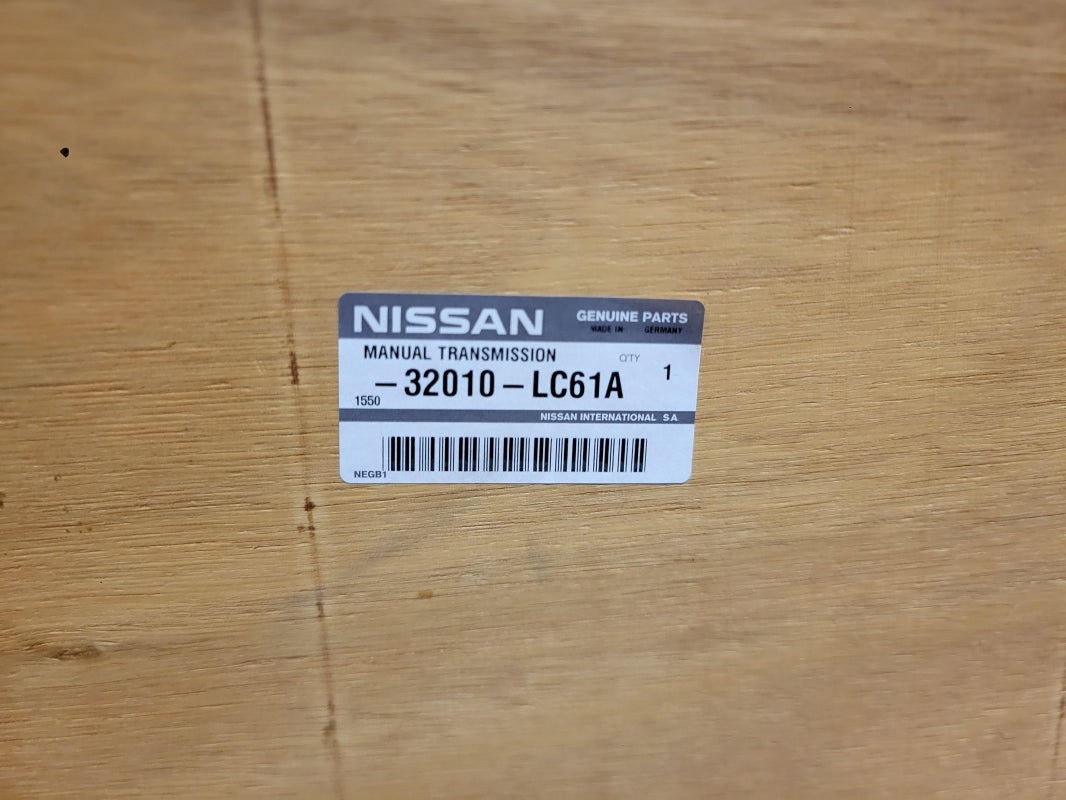 NISSAN GENUINE PARTS
MADE IN GERMANY
MANUAL TRANSMISSION QTY 1
–32010–LC61A
1550
NISSAN INTERNATIONAL SA
NEGB1